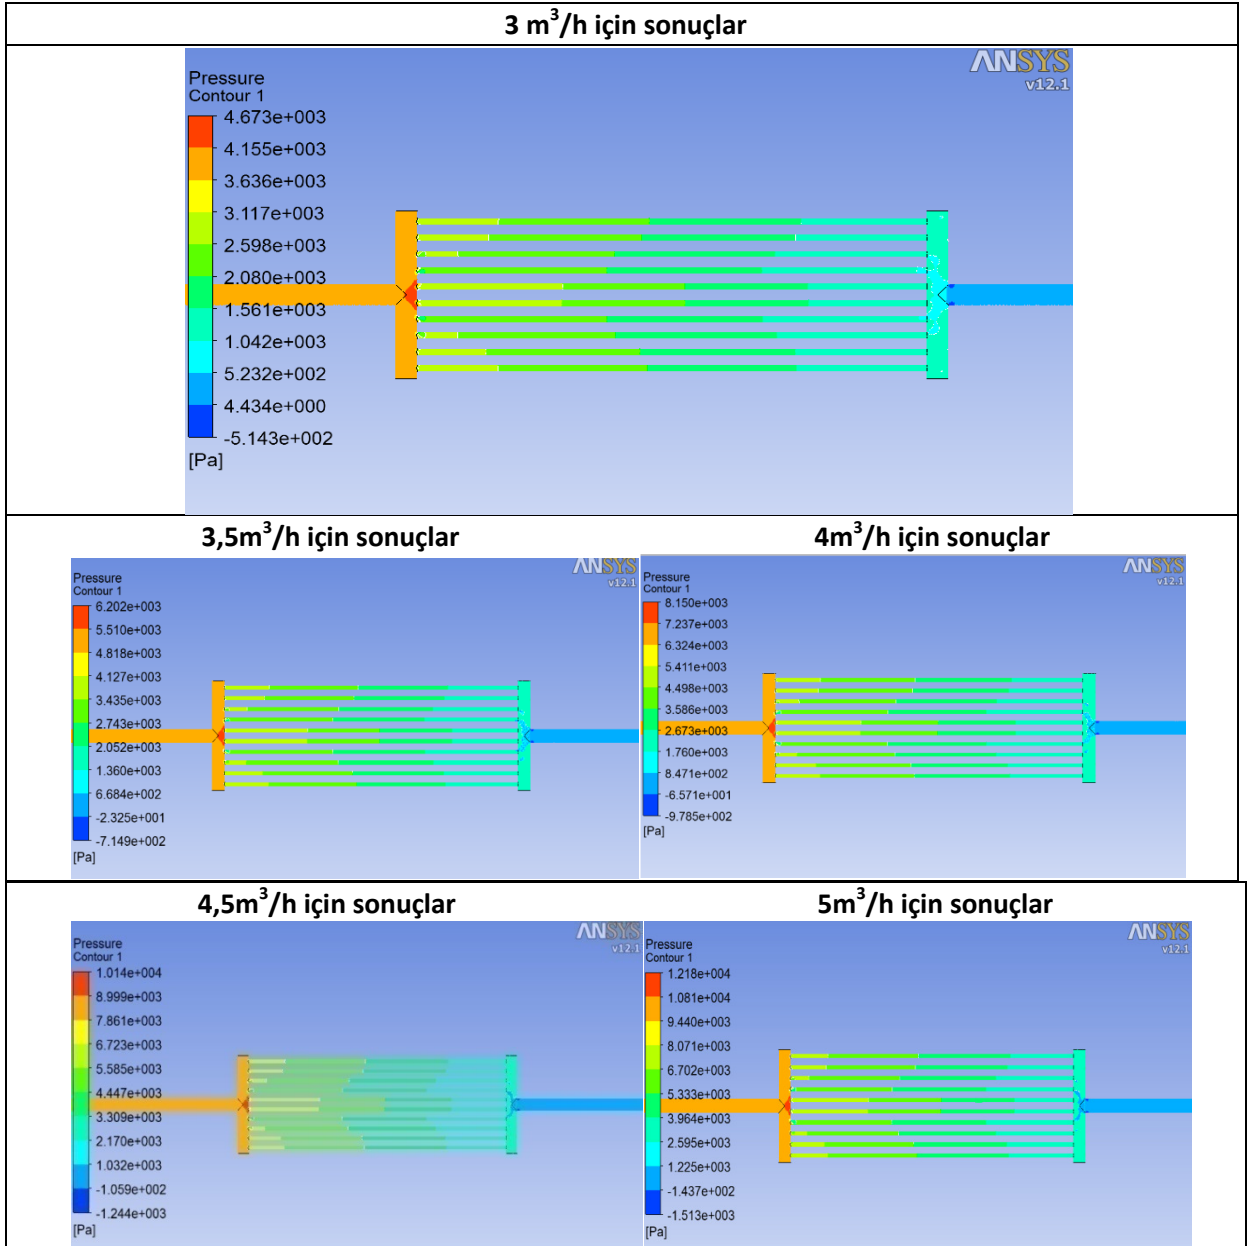 3 m³/h için sonuçlar
ANSYS
v12.1
Pressure
Contour 1
4.673e+003
4.155e+003
3.636e+003
3.117e+003
2.598e+003
2.080e+003
1.561e+003
1.042e+003
5.232e+002
4.434e+000
-5.143e+002
[Pa]
3,5m³/h için sonuçlar
ANSYS
v12.1
Pressure
Contour 1
6.202e+003
5.510e+003
4.818e+003
4.127e+003
3.435e+003
2.743e+003
2.052e+003
1.360e+003
6.684e+002
-2.325e+001
-7.149e+002
[Pa]
4m³/h için sonuçlar
ANSYS
v12.1
Pressure
Contour 1
8.150e+003
7.237e+003
6.324e+003
5.411e+003
4.498e+003
3.586e+003
2.673e+003
1.760e+003
8.471e+002
-6.571e+001
-9.785e+002
[Pa]
4,5m³/h için sonuçlar
ANSYS
v12.1
Pressure
Contour 1
1.014e+004
8.999e+003
7.861e+003
6.723e+003
5.585e+003
4.447e+003
3.309e+003
2.170e+003
1.032e+003
-1.059e+002
-1.244e+003
[Pa]
5m³/h için sonuçlar
ANSYS
v12.1
Pressure
Contour 1
1.218e+004
1.081e+004
9.440e+003
8.071e+003
6.702e+003
5.333e+003
3.964e+003
2.595e+003
1.225e+003
-1.437e+002
-1.513e+003
[Pa]